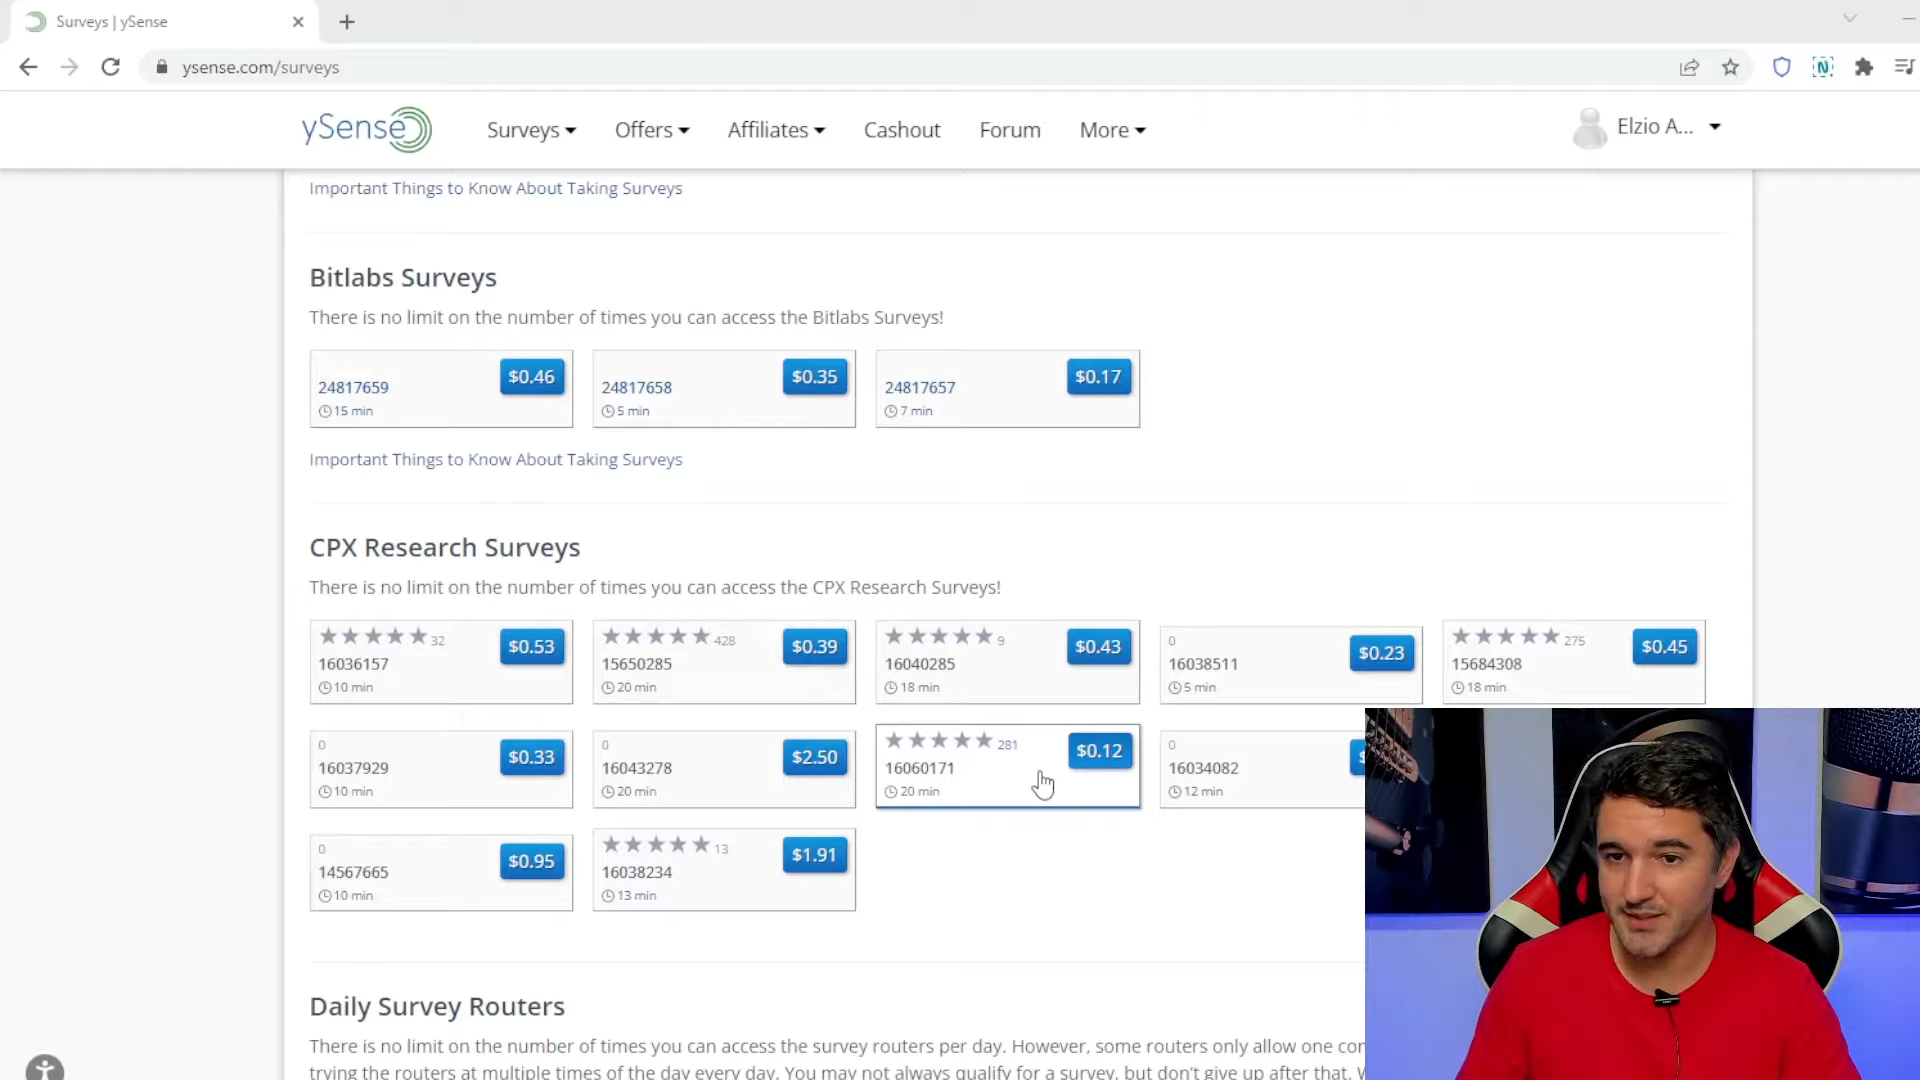 Surveys | ySense
ysense.com/surveys
ySense
Surveys
Offers
Affiliates
Cashout
Forum
More
Elzio A...
Important Things to Know About Taking Surveys
Bitlabs Surveys
There is no limit on the number of times you can access the Bitlabs Surveys!
24817659
$0.46
15 min
24817658
$0.35
5 min
24817657
$0.17
7 min
Important Things to Know About Taking Surveys
CPX Research Surveys
There is no limit on the number of times you can access the CPX Research Surveys!
32
16036157
$0.53
10 min
428
15650285
$0.39
20 min
9
16040285
$0.43
18 min
0
16038511
$0.23
5 min
275
15684308
$0.45
18 min
0
16037929
$0.33
10 min
0
16043278
$2.50
20 min
281
16060171
$0.12
20 min
0
16034082
12 min
0
14567665
$0.95
10 min
13
16038234
$1.91
13 min
Daily Survey Routers
There is no limit on the number of times you can access the survey routers per day. However, some routers only allow one
trying the routers at multiple times of the day every day. You may not always qualify for a survey, but don't give up after that.